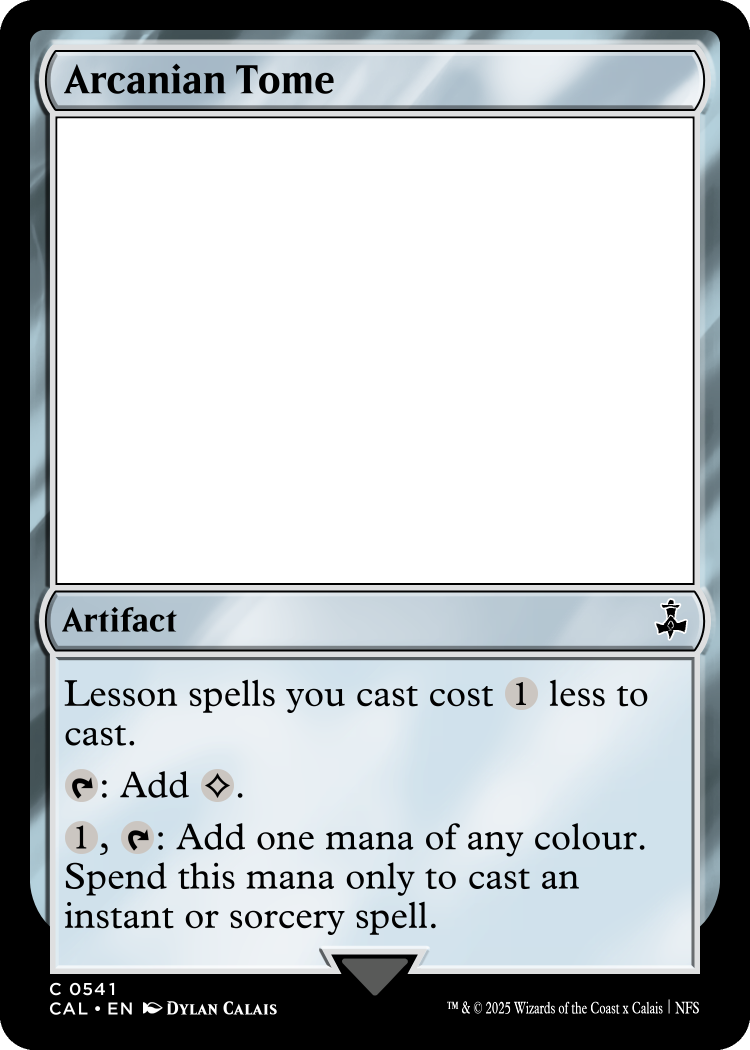 Arcanian Tome
Artifact
Lesson spells you cast cost 1 less to
cast.
: Add .
1, : Add one mana of any colour.
Spend this mana only to cast an
instant or sorcery spell.
C 0541
CAL • EN DYLAN CALAIS
™ & © 2025 Wizards of the Coast x Calais | NFS